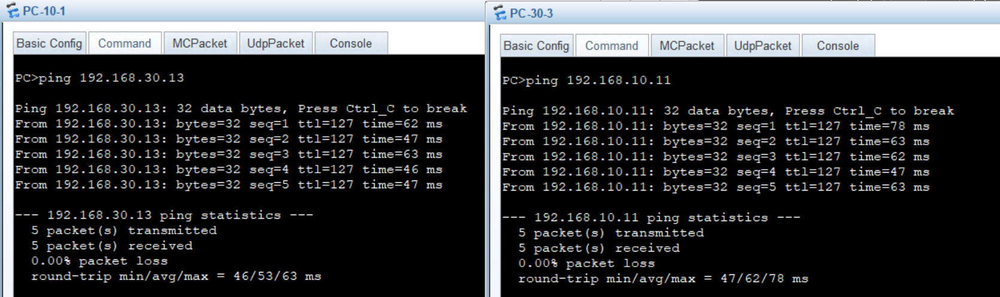 PC-10-1
Basic Config Command MCPacket UdpPacket Console
PC>ping 192.168.30.13
Ping 192.168.30.13: 32 data bytes, Press Ctrl_C to break
From 192.168.30.13: bytes=32 seq=1 ttl=127 time=62 ms
From 192.168.30.13: bytes=32 seq=2 ttl=127 time=47 ms
From 192.168.30.13: bytes=32 seq=3 ttl=127 time=63 ms
From 192.168.30.13: bytes=32 seq=4 ttl=127 time=46 ms
From 192.168.30.13: bytes=32 seq=5 ttl=127 time=47 ms
--- 192.168.30.13 ping statistics ---
5 packet(s) transmitted
5 packet(s) received
0.00% packet loss
round-trip min/avg/max = 46/53/63 ms
PC-30-3
Basic Config Command MCPacket UdpPacket Console
PC>ping 192.168.10.11
Ping 192.168.10.11: 32 data bytes, Press Ctrl_C to break
From 192.168.10.11: bytes=32 seq=1 ttl=127 time=78 ms
From 192.168.10.11: bytes=32 seq=2 ttl=127 time=63 ms
From 192.168.10.11: bytes=32 seq=3 ttl=127 time=62 ms
From 192.168.10.11: bytes=32 seq=4 ttl=127 time=47 ms
From 192.168.10.11: bytes=32 seq=5 ttl=127 time=63 ms
--- 192.168.10.11 ping statistics ---
5 packet(s) transmitted
5 packet(s) received
0.00% packet loss
round-trip min/avg/max = 47/62/78 ms